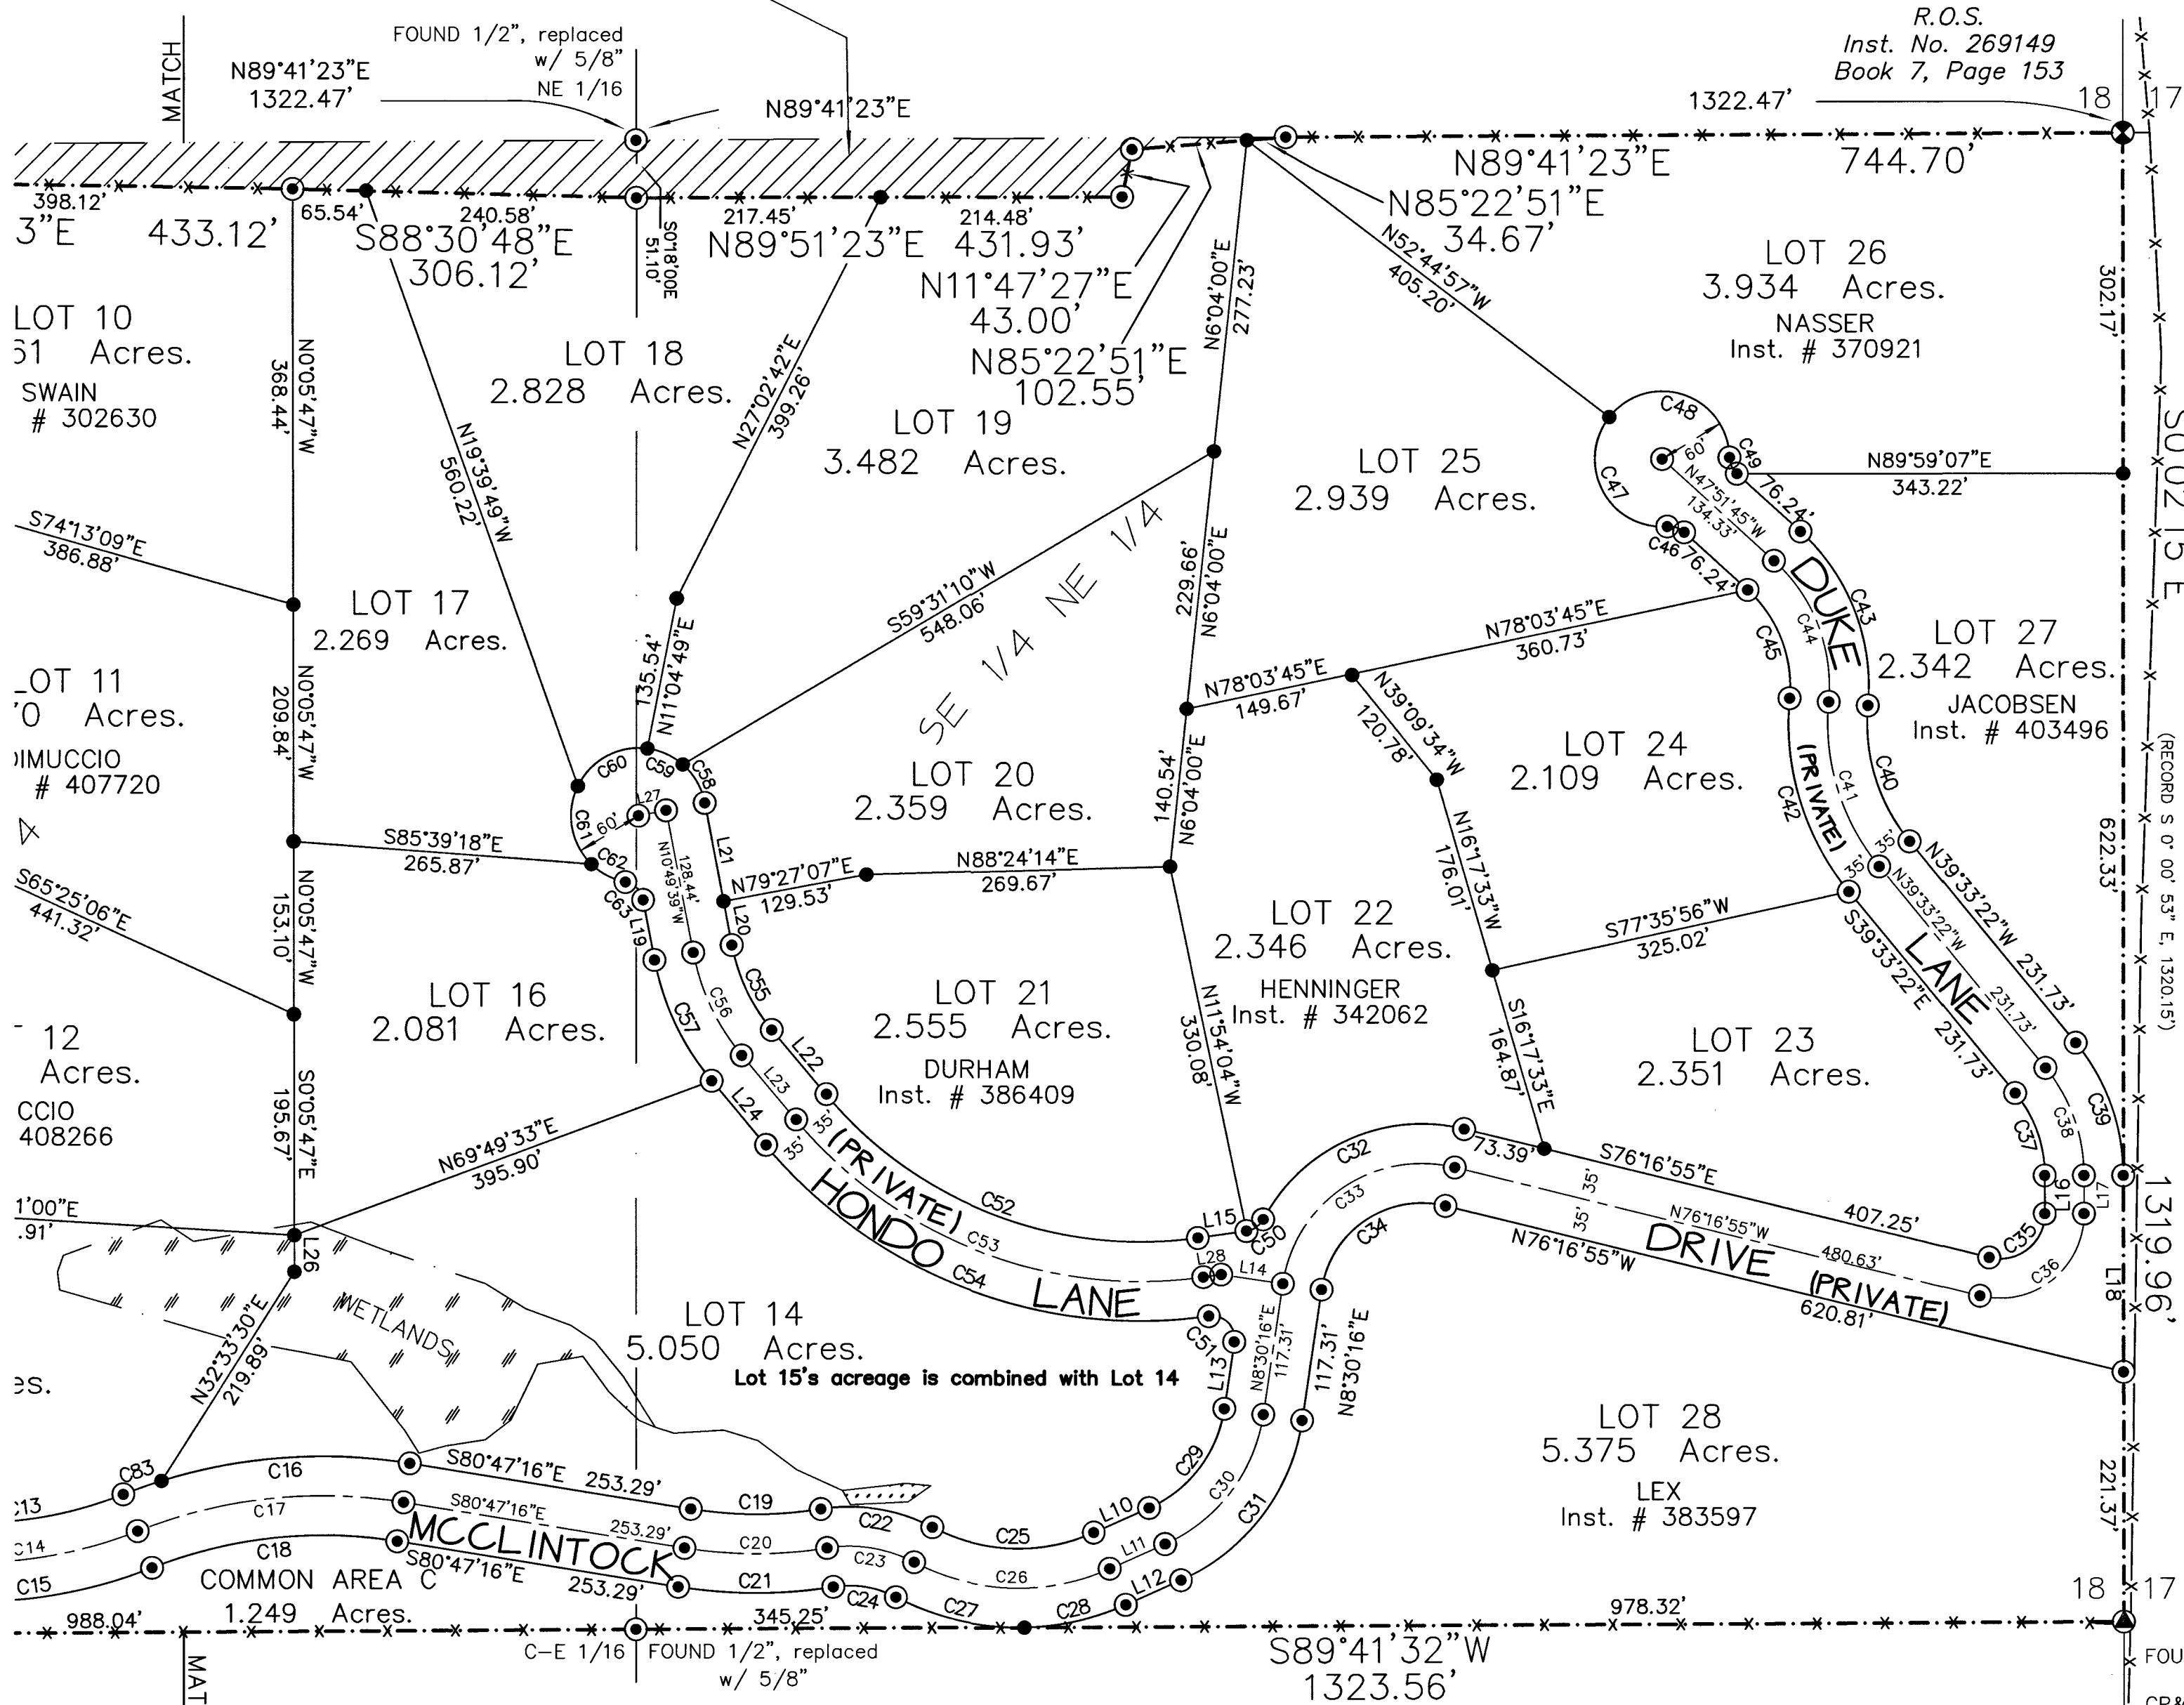 R.O.S.
Inst. No. 269149
Book 7, Page 153
MATCH
FOUND 1/2", replaced
w/ 5/8"
NE 1/16
N89°41'23"E
1322.47'
N89°41'23"E
1322.47'
18
17
398.12'
3"E
433.12'
65.54'
240.58'
S88°30'48"E
306.12'
S0°18'00E
51.10'
217.45'
214.48'
N89°51'23"E 431.93'
N11°47'27"E
43.00'
N85°22'51"E
102.55'
N89°41'23"E
744.70'
N85°22'51"E
34.67'
N52°44'57"W
405.20'
N6°04'00"E
277.23'
LOT 26
3.934 Acres.
NASSER
Inst. # 370921
302.17'
S0°02'15"E
LOT 10
51 Acres.
SWAIN
# 302630
N0°05'47"W
368.44'
LOT 18
2.828 Acres.
N19°39'49"W
560.22'
N27°02'42"E
399.26'
LOT 19
3.482 Acres.
LOT 25
2.939 Acres.
C48
60'
C49
C47
C46
76.24'
76.24'
N47°51'45"W
134.33'
N89°59'07"E
343.22'
S74°13'09"E
386.88'
LOT 17
2.269 Acres.
S59°31'10"W
548.06'
SE 1/4 NE 1/4
229.66'
N6°04'00"E
N78°03'45"E
360.73'
DUKE
C43
C44
C45
LOT 27
2.342 Acres.
JACOBSEN
Inst. # 403496
LOT 11
70 Acres.
DIMUCCIO
# 407720
4
N0°05'47"W
209.84'
135.54'
N11°04'49"E
N78°03'45"E
149.67'
N39°09'34"W
120.78'
LOT 24
2.109 Acres.
(PRIVATE)
C40
C41
C42
622.33'
(RECORD S 0° 00' 53" E, 1320.15')
C60
C59
C58
L27
60'
C61
C62
C63
L19
L21
L20
128.44'
N10°49'39"W
LOT 20
2.359 Acres.
140.54'
N6°04'00"E
S85°39'18"E
265.87'
N79°27'07"E
129.53'
N88°24'14"E
269.67'
N16°17'33"W
176.01'
35'
35'
S65°25'06"E
441.32'
N0°05'47"W
153.10'
LOT 22
2.346 Acres.
HENNINGER
Inst. # 342062
S77°35'56"W
325.02'
N39°33'22"W 231.73'
N39°33'22"W
231.73'
S39°33'22"E 231.73'
LANE
LOT 16
2.081 Acres.
C57
C56
C55
L22
L23
L24
LOT 21
2.555 Acres.
DURHAM
Inst. # 386409
N11°54'04"W
330.08'
S16°17'33"E
164.87'
LOT 23
2.351 Acres.
C39
C38
C37
12
Acres.
CCIO
408266
S0°05'47"E
195.67'
N69°49'33"E
395.90'
35'
35'
(PRIVATE)
HONDO
LANE
C52
C53
C54
L15
C50
L28
L14
C32
C33
C34
73.39'
S76°16'55"E
407.25'
35'
35'
N76°16'55"W
480.63'
N76°16'55"W
620.81'
DRIVE (PRIVATE)
L16
L17
C35
C36
L18
1319.96'
1'00"E
.91'
L26
WETLANDS
N32°33'30"E
219.89'
LOT 14
5.050 Acres.
Lot 15's acreage is combined with Lot 14
C51
L13
N8°30'16"E
117.31'
117.31'
N8°30'16"E
es.
LOT 28
5.375 Acres.
LEX
Inst. # 383597
221.37'
C83
C16
S80°47'16"E 253.29'
C13
C17
S80°47'16"E
253.29'
C19
C22
C25
L10
C29
C30
C31
C14
C18
MCCLINTOCK
C20
C23
C26
L11
L12
C15
S80°47'16"E
253.29'
C21
C24
C27
C28
COMMON AREA C
1.249 Acres.
18
17
988.04'
345.25'
978.32'
C-E 1/16
FOUND 1/2", replaced
w/ 5/8"
S89°41'32"W
1323.56'
MAT
FOU